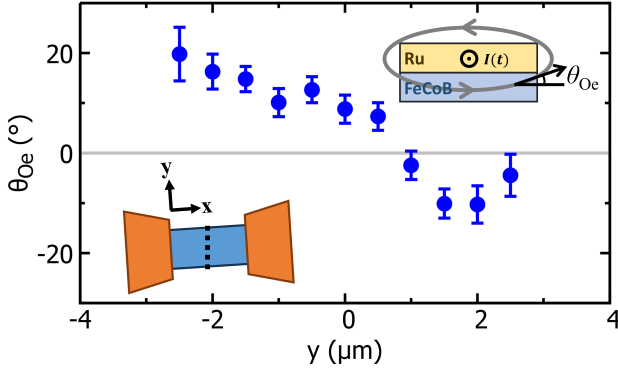 θOe (°)
20
0
-20
Ru I(t)
FeCoB
θOe
y
x
-4 -2 0 2 4
y (μm)